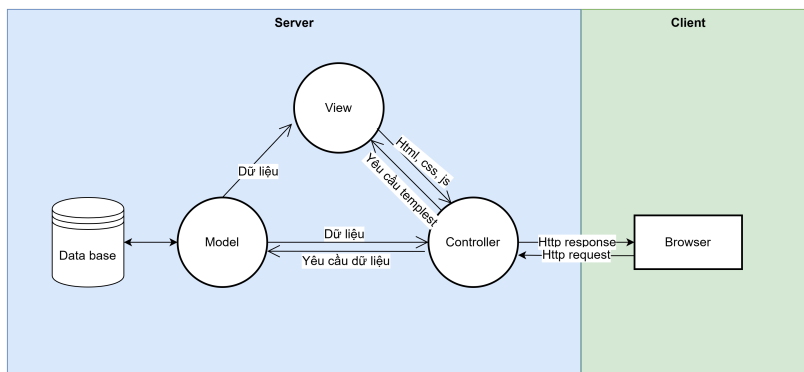 Server
Client
View
Html, css, js
Yêu cầu templest
Dữ liệu
Data base
Model
Dữ liệu
Yêu cầu dữ liệu
Controller
Http response
Http request
Browser